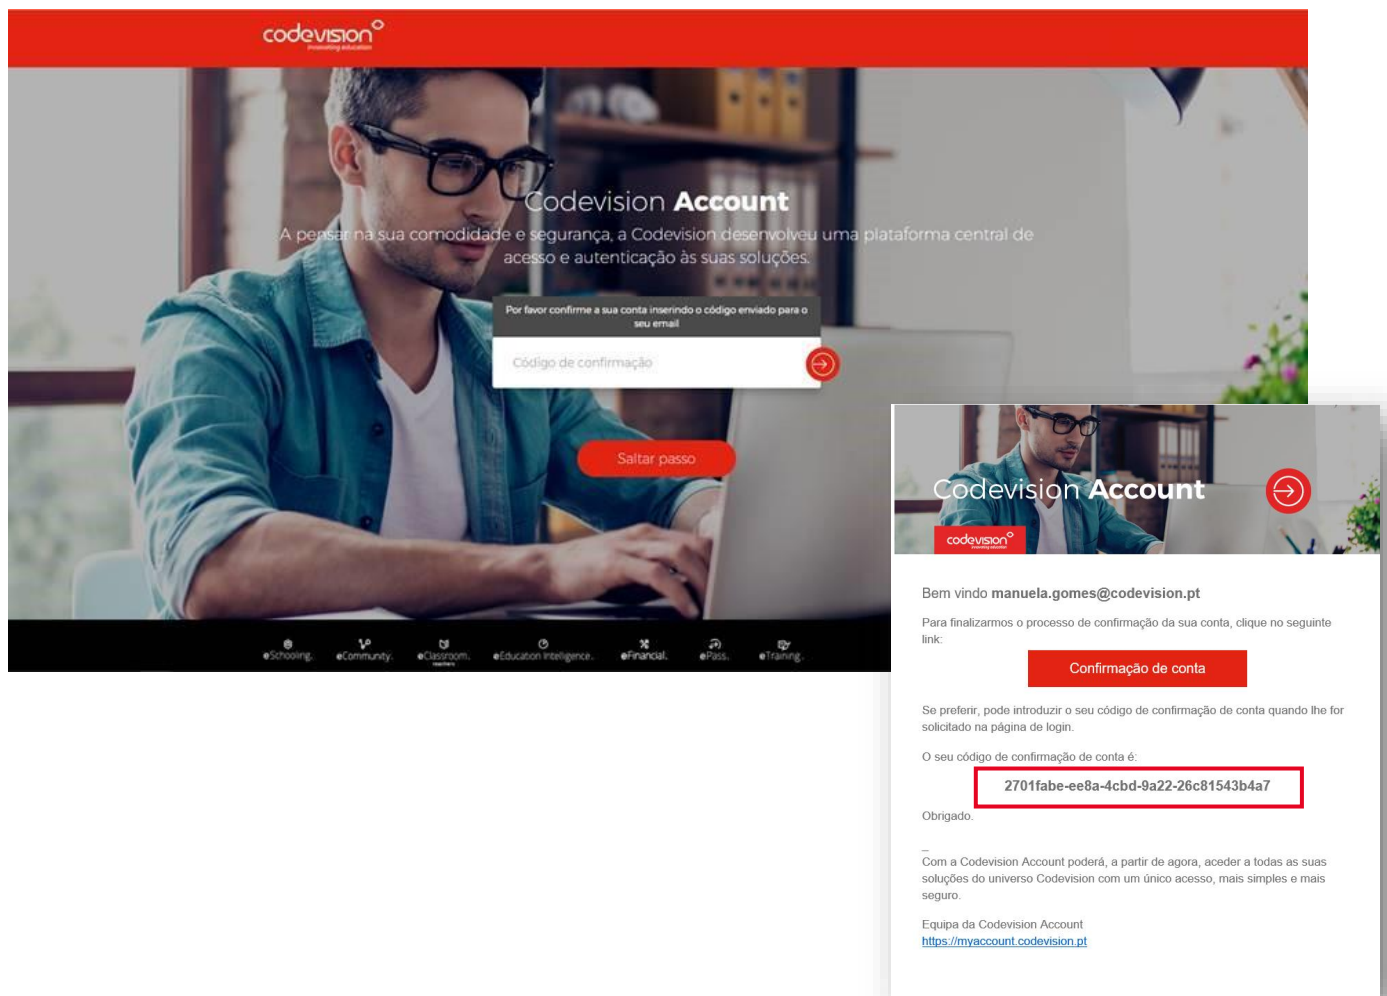 codevision
innovating education
Codevision Account
A pensar na sua comodidade e segurança, a Codevision desenvolveu uma plataforma central de
acesso e autenticação às suas soluções.
Por favor confirme a sua conta inserindo o código enviado para o
seu email
Código de confirmação
Saltar passo
eSchooling.
eCommunity.
eClassroom.
teachers
eEducation Intelligence.
eFinancial.
ePass.
eTraining.
Codevision Account
codevision
innovating education
Bem vindo manuela.gomes@codevision.pt
Para finalizarmos o processo de confirmação da sua conta, clique no seguinte
link:
Confirmação de conta
Se preferir, pode introduzir o seu código de confirmação de conta quando lhe for
solicitado na página de login.
O seu código de confirmação de conta é:
2701fabe-ee8a-4cbd-9a22-26c81543b4a7
Obrigado.
_
Com a Codevision Account poderá, a partir de agora, aceder a todas as suas
soluções do universo Codevision com um único acesso, mais simples e mais
seguro.
Equipa da Codevision Account
https://myaccount.codevision.pt